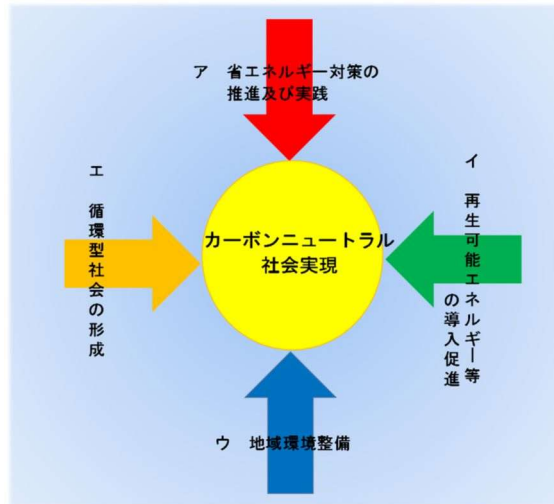 ア　省エネルギー対策の
推進及び実践
イ　再生可能エネルギー等
の導入促進
カーボンニュートラル
社会実現
エ　循環型社会の形成
ウ　地域環境整備